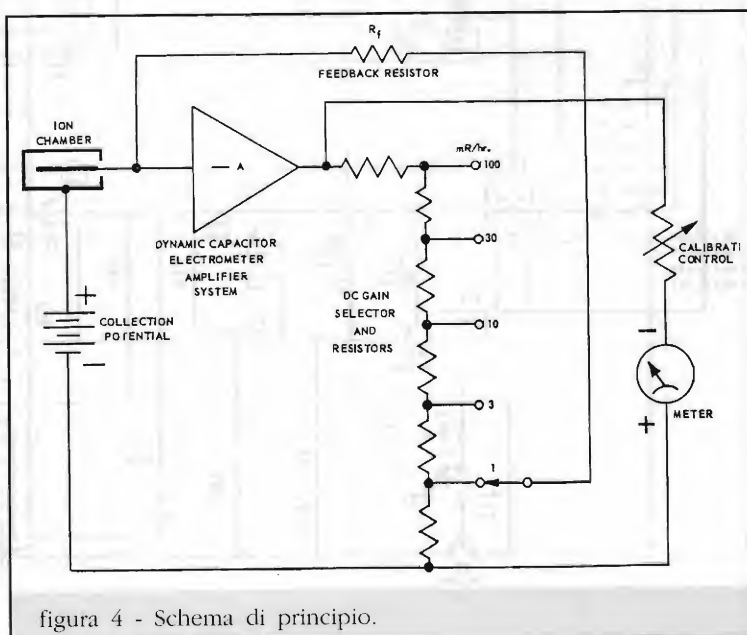 R_f
FEEDBACK RESISTOR
ION
CHAMBER
— A
mR/hr.
100
DYNAMIC CAPACITOR
ELECTROMETER
AMPLIFIER
SYSTEM
30
CALIBRATI
CONTROL
+
COLLECTION
POTENTIAL
—
DC GAIN
SELECTOR
AND
RESISTORS
10
—
METER
+
3
1
figura 4 - Schema di principio.